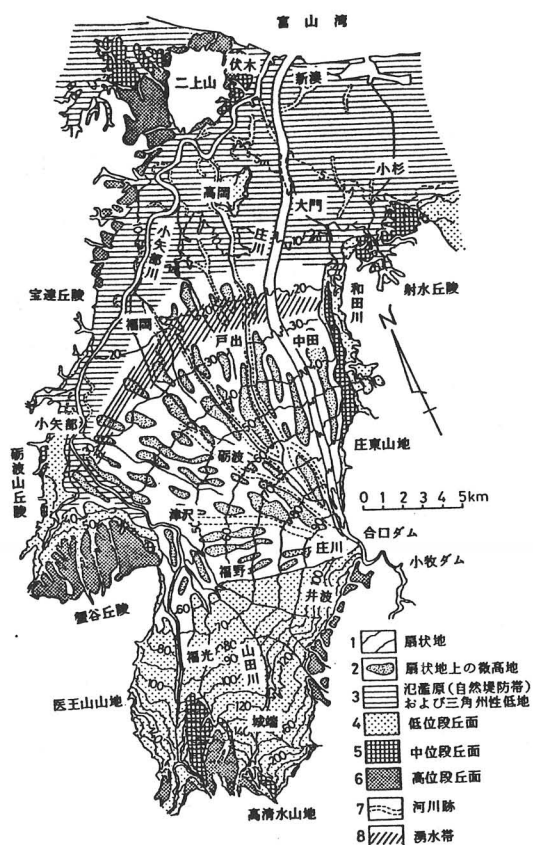 富山湾
伏木
二上山
新湊
小杉
高岡
大門
小矢部川
庄川
宝達丘陵
射水丘陵
和田川
福岡
戸出
中田
N
小矢部
庄東山地
砺波山丘陵
砺波
0 1 2 3 4 5km
津沢
合口ダム
庄川
小牧ダム
福野
井波
蟹谷丘陵
福光
山田川
医王山山地
城端
高清水山地
1 扇状地
2 扇状地上の微高地
3 氾濫原(自然堤防帯)
および三角州性低地
4 低位段丘面
5 中位段丘面
6 高位段丘面
7 河川跡
8 湧水帯